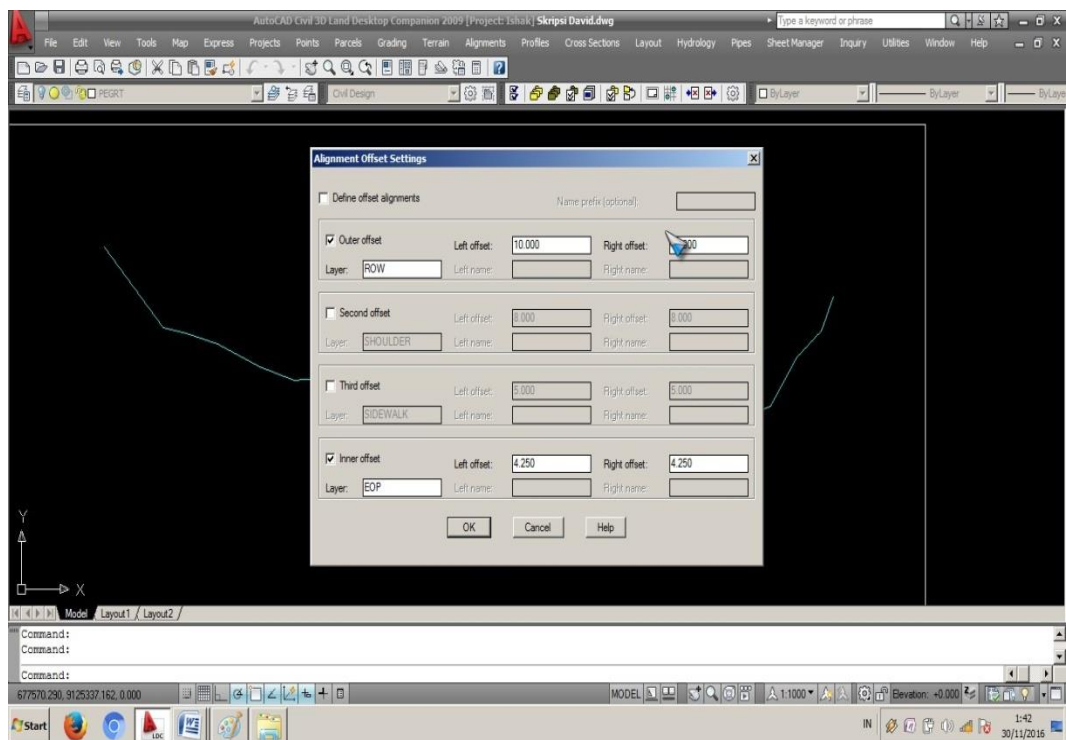 AutoCAD Civil 3D Land Desktop Companion 2009 [Project: Ishak] Skripsi David.dwg
Type a keyword or phrase
File Edit View Tools Map Express Projects Points Parcels Grading Terrain Alignments Profiles Cross Sections Layout Hydrology Pipes Sheet Manager Inquiry Utilities Window Help
PEGRT Civil Design ByLayer ByLayer
Alignment Offset Settings
Define offset alignments Name prefix (optional):
Outer offset Left offset: 10.000 Right offset:
Layer: ROW Left name: Right name:
Second offset Left offset: 8.000 Right offset: 8.000
Layer: SHOULDER Left name: Right name:
Third offset Left offset: 5.000 Right offset: 5.000
Layer: SIDEWALK Left name: Right name:
Inner offset Left offset: 4.250 Right offset: 4.250
Layer: EOP Left name: Right name:
OK Cancel Help
Y
X
Model Layout1 Layout2
Command:
Command:
Command:
677570.290, 9125337.162, 0.000 MODEL 1:1000 Elevation: +0.000
Start LDC IN 1:42
30/11/2016